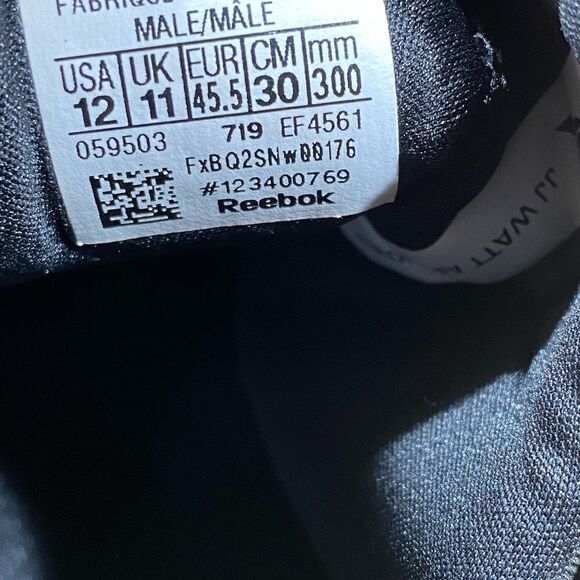 FABRIQUÉ
MALE/MÂLE
USA UK EUR CM mm
12 11 45.5 30 300
059503 719 EF4561
FxBQ2SNw00176
#123400769
Reebok
JJ WATT